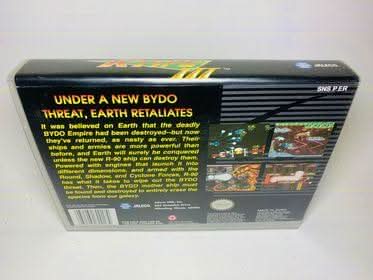 III
JALECO
SNSP ER
UNDER A NEW BYDO
THREAT, EARTH RETALIATES
It was believed on Earth that the deadly
BYDO Empire had been destroyed—but now
they've returned, as nasty as ever. Their
ships and armies are more powerful than
before, and Earth will surely be conquered
unless the new R-90 ship can destroy them.
Powered with engines that launch it into
different dimensions, and armed with the
Round, Shadow, and Cyclone Forces, R-90
has what it takes to wipe out the BYDO
threat. Then, the BYDO mother ship must
be found and destroyed to entirely erase the
species from our galaxy.
JALECO